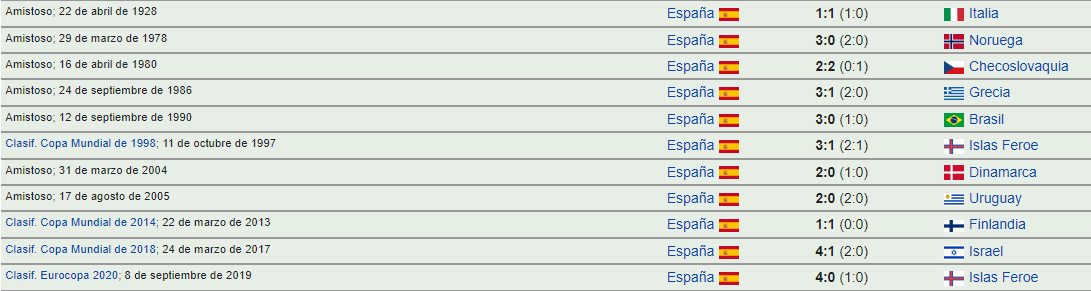 Amistoso; 22 de abril de 1928 España 1:1 (1:0) Italia
Amistoso; 29 de marzo de 1978 España 3:0 (2:0) Noruega
Amistoso; 16 de abril de 1980 España 2:2 (0:1) Checoslovaquia
Amistoso; 24 de septiembre de 1986 España 3:1 (2:0) Grecia
Amistoso; 12 de septiembre de 1990 España 3:0 (1:0) Brasil
Clasif. Copa Mundial de 1998; 11 de octubre de 1997 España 3:1 (2:1) Islas Feroe
Amistoso; 31 de marzo de 2004 España 2:0 (1:0) Dinamarca
Amistoso; 17 de agosto de 2005 España 2:0 (2:0) Uruguay
Clasif. Copa Mundial de 2014; 22 de marzo de 2013 España 1:1 (0:0) Finlandia
Clasif. Copa Mundial de 2018; 24 de marzo de 2017 España 4:1 (2:0) Israel
Clasif. Eurocopa 2020; 8 de septiembre de 2019 España 4:0 (1:0) Islas Feroe